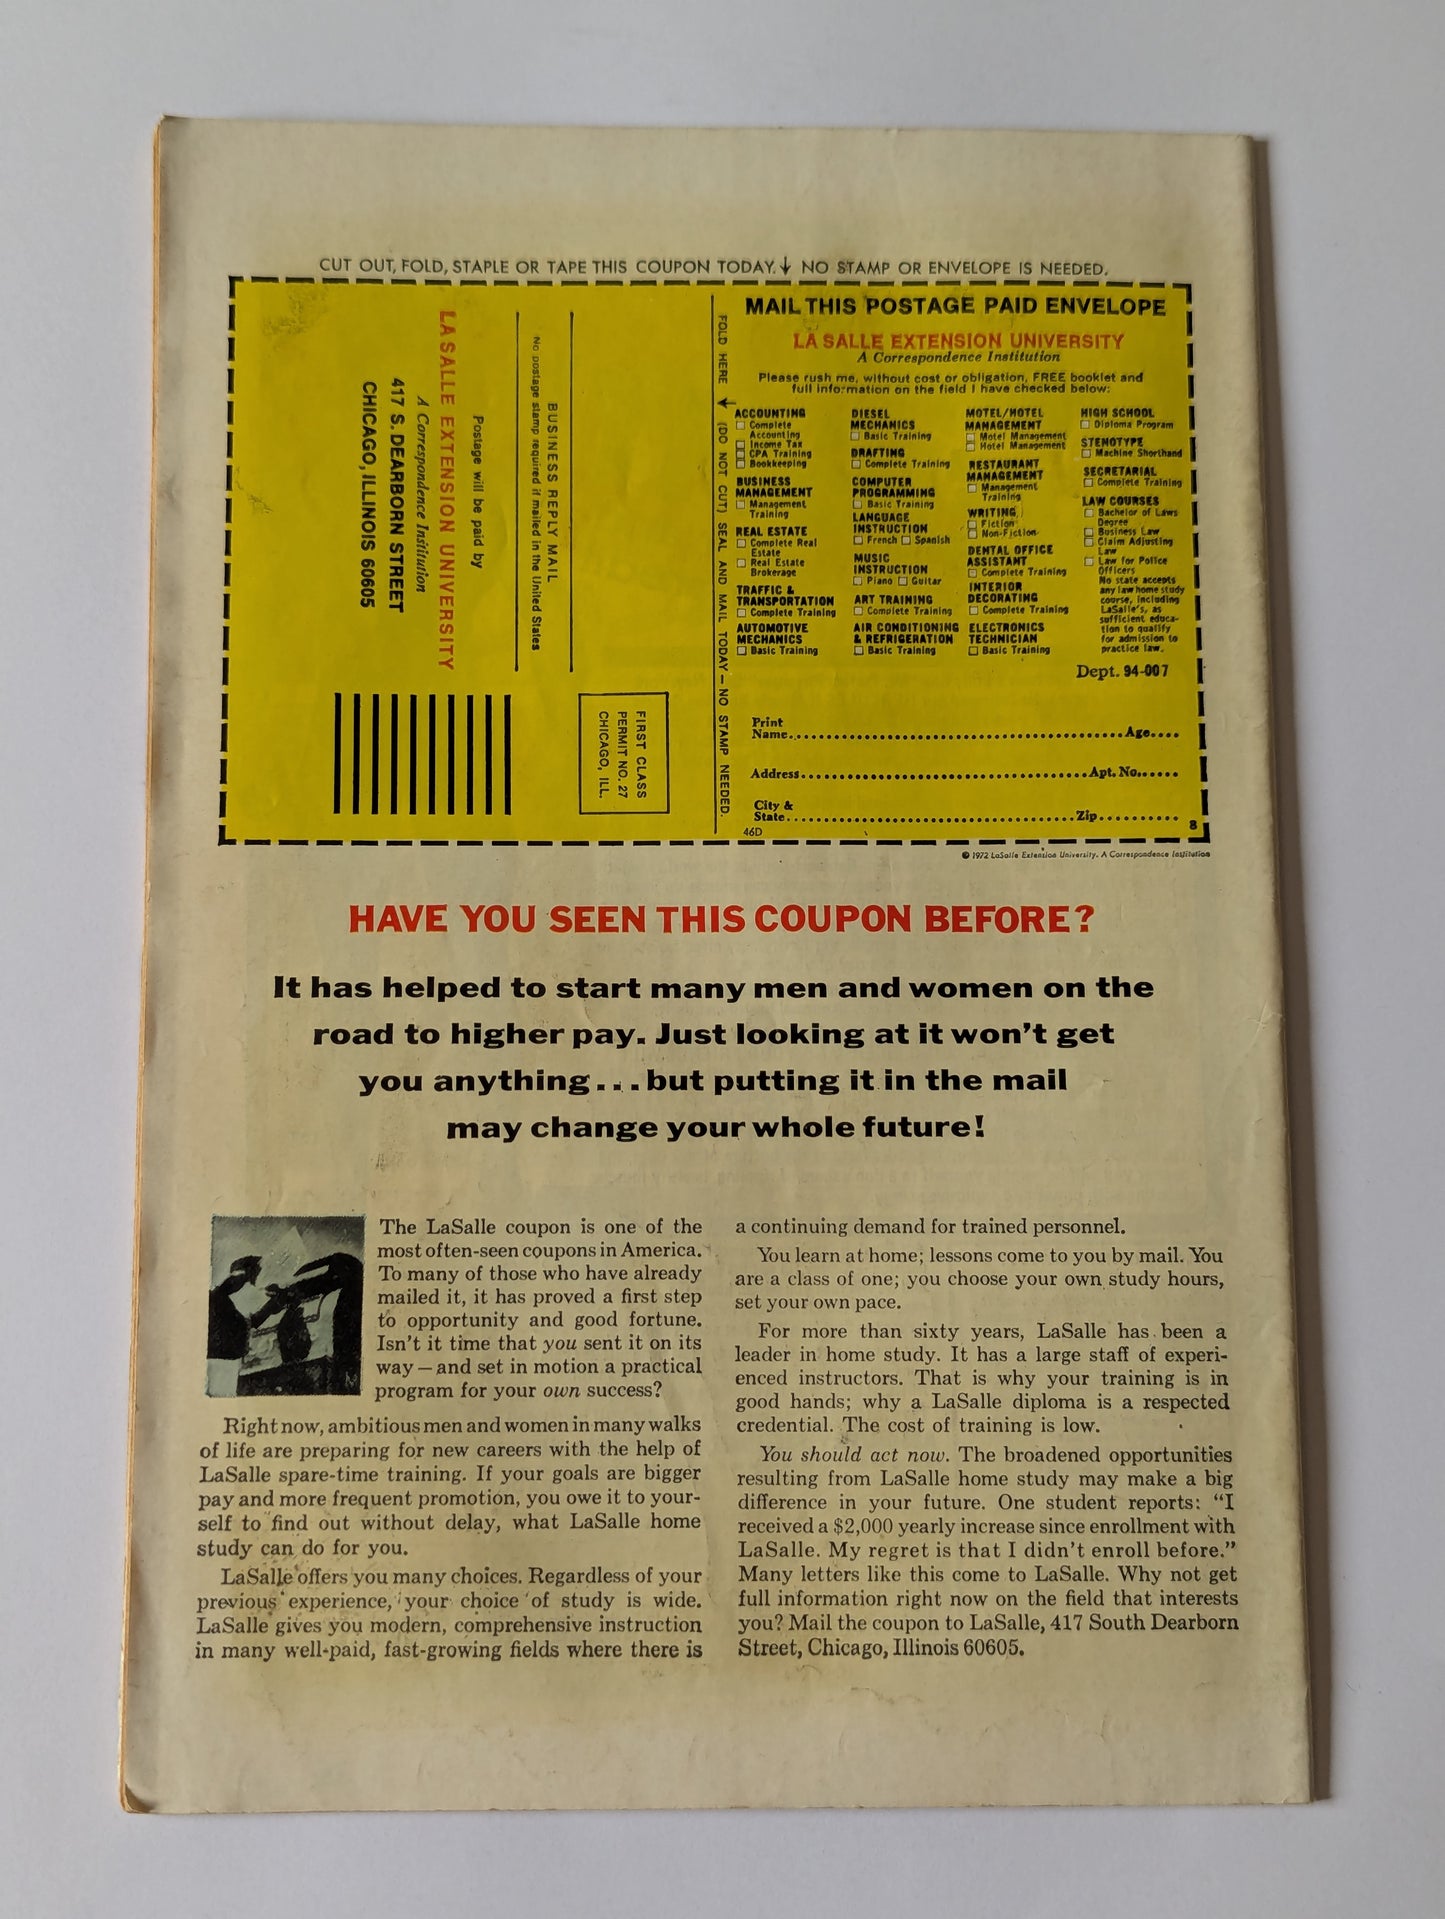 CUT OUT, FOLD, STAPLE OR TAPE THIS COUPON TODAY. NO STAMP OR ENVELOPE IS NEEDED.
BUSINESS REPLY MAIL
No postage stamp required if mailed in the United States
Postage will be paid by
LA SALLE EXTENSION UNIVERSITY
A Correspondence Institution
417 S. DEARBORN STREET
CHICAGO, ILLINOIS 60605
FIRST CLASS
PERMIT NO. 27
CHICAGO, ILL.
FOLD HERE (DO NOT CUT) SEAL AND MAIL TODAY — NO STAMP NEEDED.
MAIL THIS POSTAGE PAID ENVELOPE
LA SALLE EXTENSION UNIVERSITY
A Correspondence Institution
Please rush me, without cost or obligation, FREE booklet and
full information on the field I have checked below:
ACCOUNTING
Complete
Accounting
Income Tax
CPA Training
Bookkeeping
BUSINESS
MANAGEMENT
Management
Training
REAL ESTATE
Complete Real
Estate
Real Estate
Brokerage
TRAFFIC &
TRANSPORTATION
Complete Training
AUTOMOTIVE
MECHANICS
Basic Training
DIESEL
MECHANICS
Basic Training
DRAFTING
Complete Training
COMPUTER
PROGRAMMING
Basic Training
LANGUAGE
INSTRUCTION
French Spanish
MUSIC
INSTRUCTION
Piano Guitar
ART TRAINING
Complete Training
AIR CONDITIONING
& REFRIGERATION
Basic Training
MOTEL/HOTEL
MANAGEMENT
Motel Management
Hotel Management
RESTAURANT
MANAGEMENT
Management
Training
WRITING
Fiction
Non-Fiction
DENTAL OFFICE
ASSISTANT
Complete Training
INTERIOR
DECORATING
Complete Training
ELECTRONICS
TECHNICIAN
Basic Training
HIGH SCHOOL
Diploma Program
STENOTYPE
Machine Shorthand
SECRETARIAL
Complete Training
LAW COURSES
Bachelor of Laws
Degree
Business Law
Claim Adjusting
Law
Law for Police
Officers
No state accepts
any law home study
course, including
LaSalle's, as
sufficient educa-
tion to qualify
for admission to
practice law.
Dept. 94-007
Print
Name Age
Address Apt. No.
City &
State Zip
46D 8
© 1972 LaSalle Extension University. A Correspondence Institution
HAVE YOU SEEN THIS COUPON BEFORE?
It has helped to start many men and women on the
road to higher pay. Just looking at it won't get
you anything...but putting it in the mail
may change your whole future!
The LaSalle coupon is one of the
most often-seen coupons in America.
To many of those who have already
mailed it, it has proved a first step
to opportunity and good fortune.
Isn't it time that you sent it on its
way—and set in motion a practical
program for your own success?
Right now, ambitious men and women in many walks
of life are preparing for new careers with the help of
LaSalle spare-time training. If your goals are bigger
pay and more frequent promotion, you owe it to your-
self to find out without delay, what LaSalle home
study can do for you.
LaSalle offers you many choices. Regardless of your
previous experience, your choice of study is wide.
LaSalle gives you modern, comprehensive instruction
in many well-paid, fast-growing fields where there is
a continuing demand for trained personnel.
You learn at home; lessons come to you by mail. You
are a class of one; you choose your own study hours,
set your own pace.
For more than sixty years, LaSalle has been a
leader in home study. It has a large staff of experi-
enced instructors. That is why your training is in
good hands; why a LaSalle diploma is a respected
credential. The cost of training is low.
You should act now. The broadened opportunities
resulting from LaSalle home study may make a big
difference in your future. One student reports: "I
received a $2,000 yearly increase since enrollment with
LaSalle. My regret is that I didn't enroll before."
Many letters like this come to LaSalle. Why not get
full information right now on the field that interests
you? Mail the coupon to LaSalle, 417 South Dearborn
Street, Chicago, Illinois 60605.